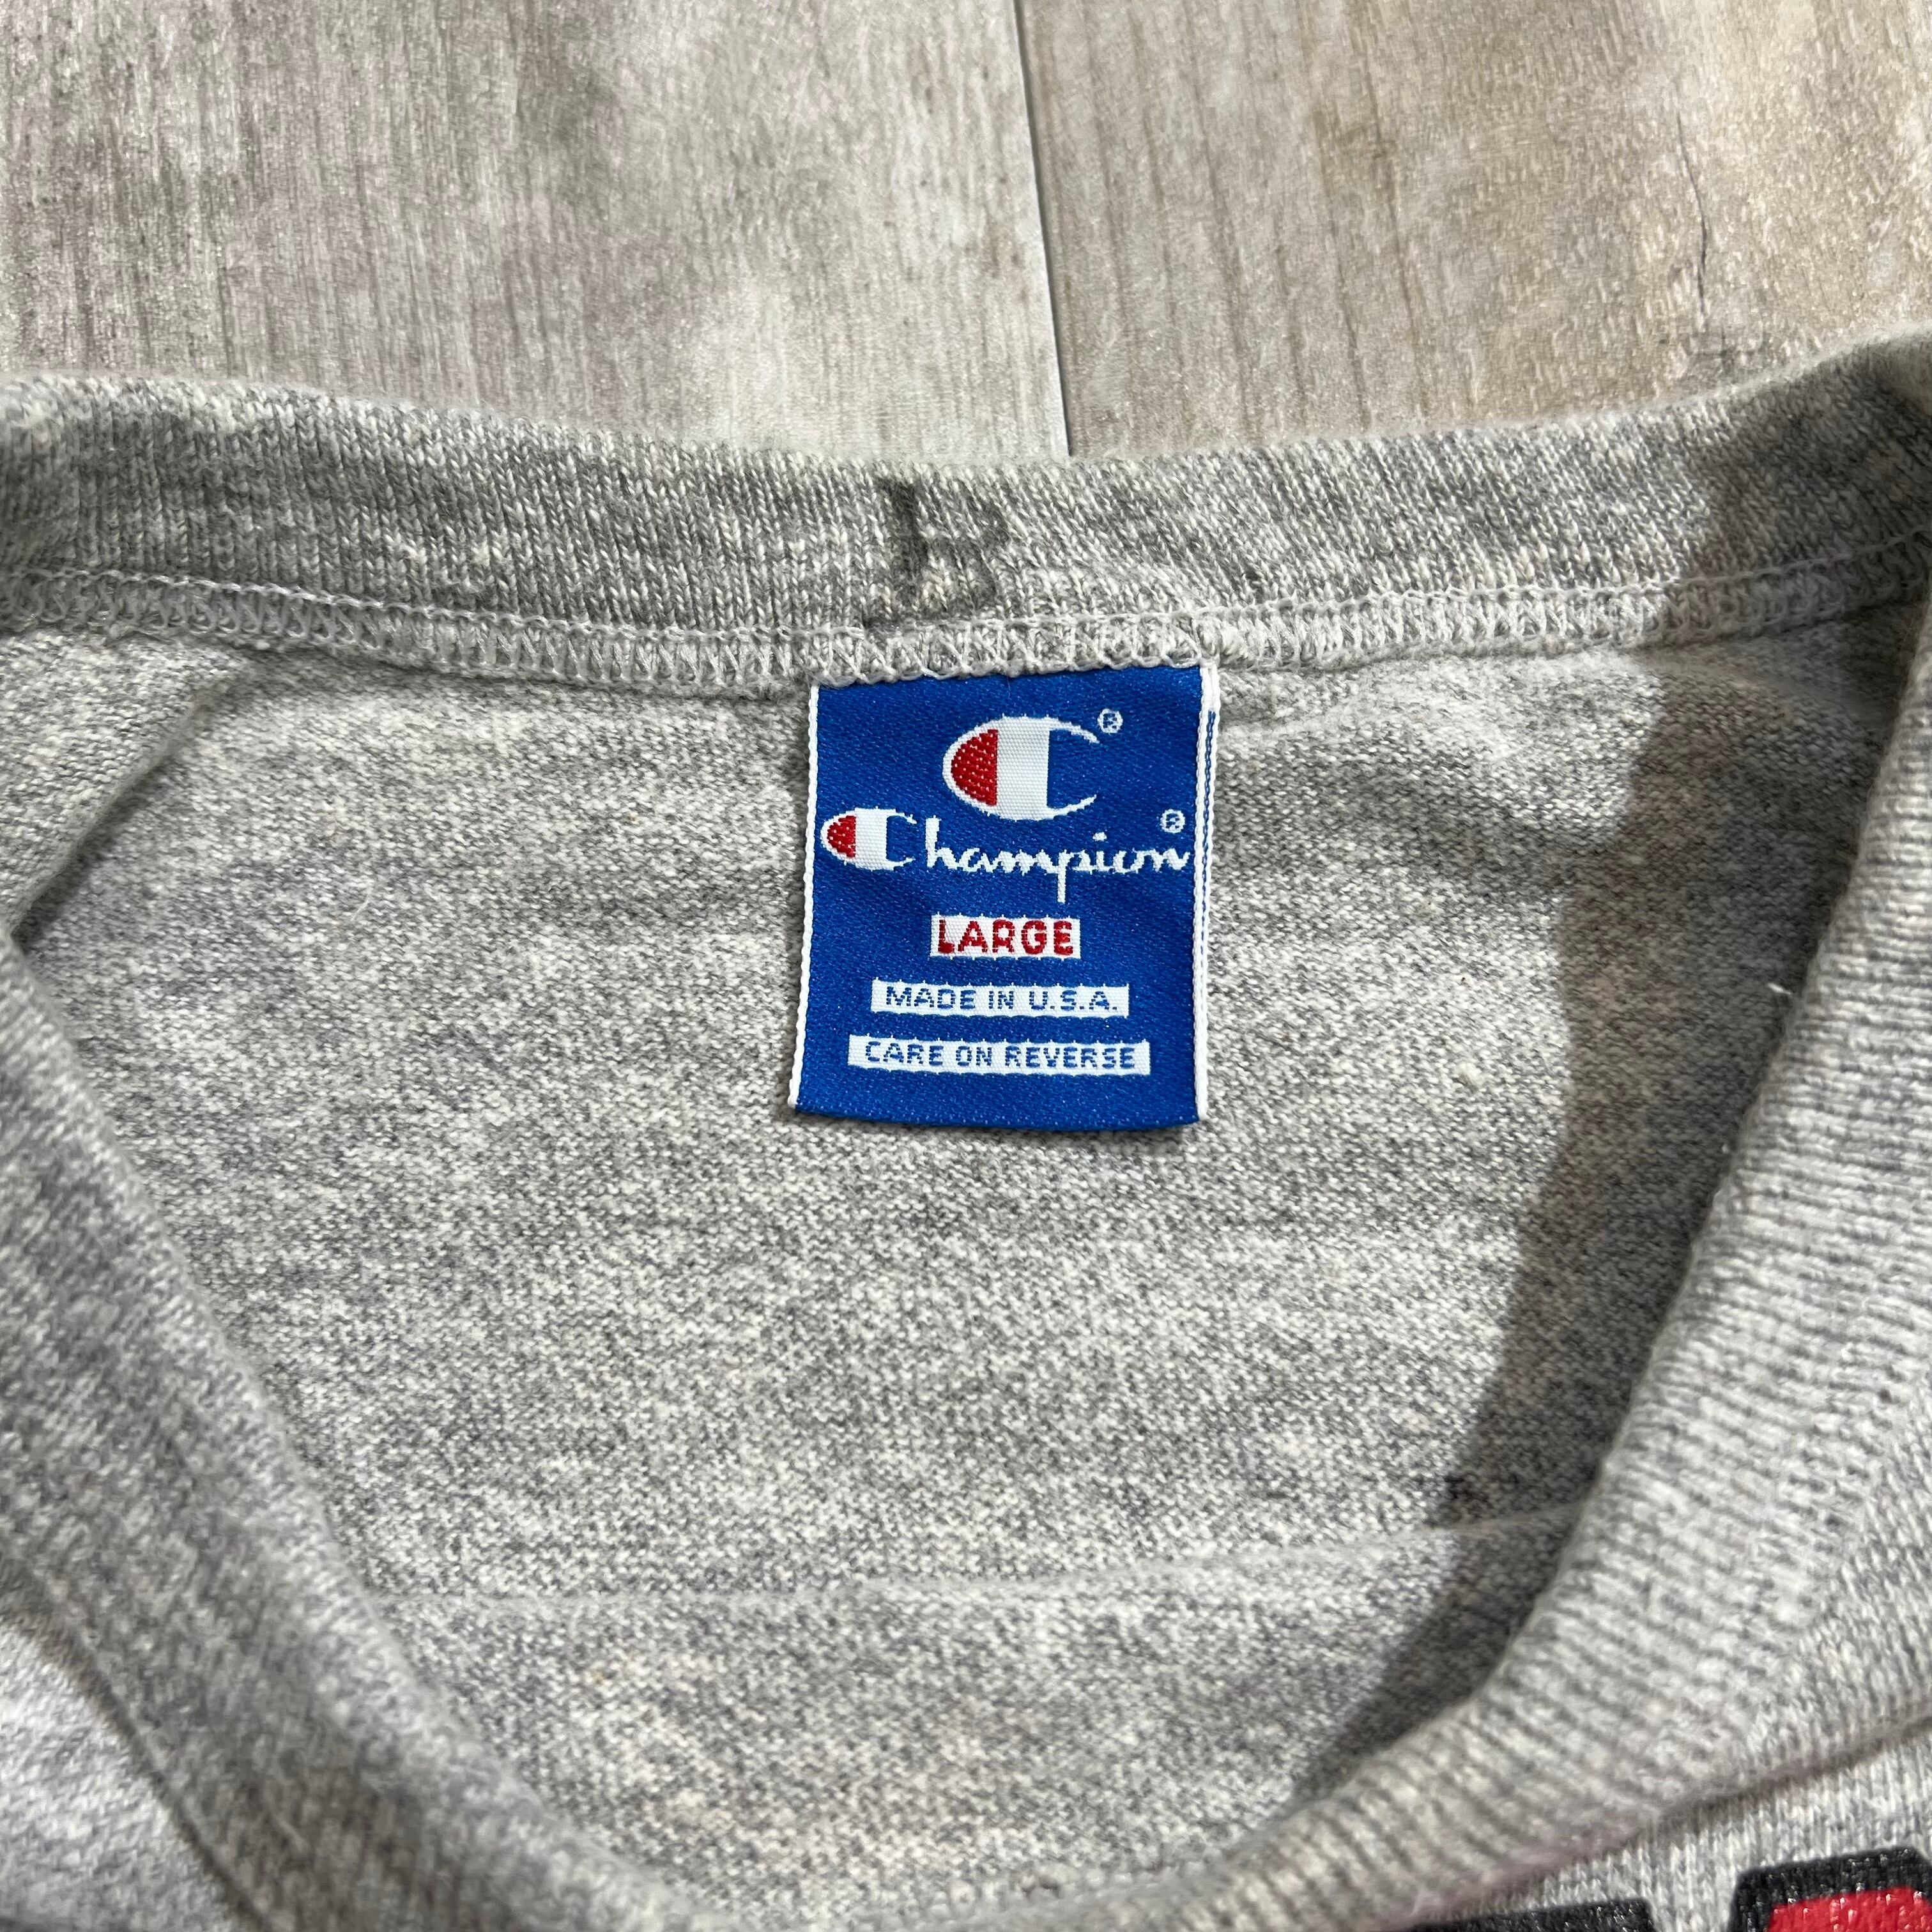 B
C®
Champion®
LARGE
MADE IN U.S.A.
CARE ON REVERSE